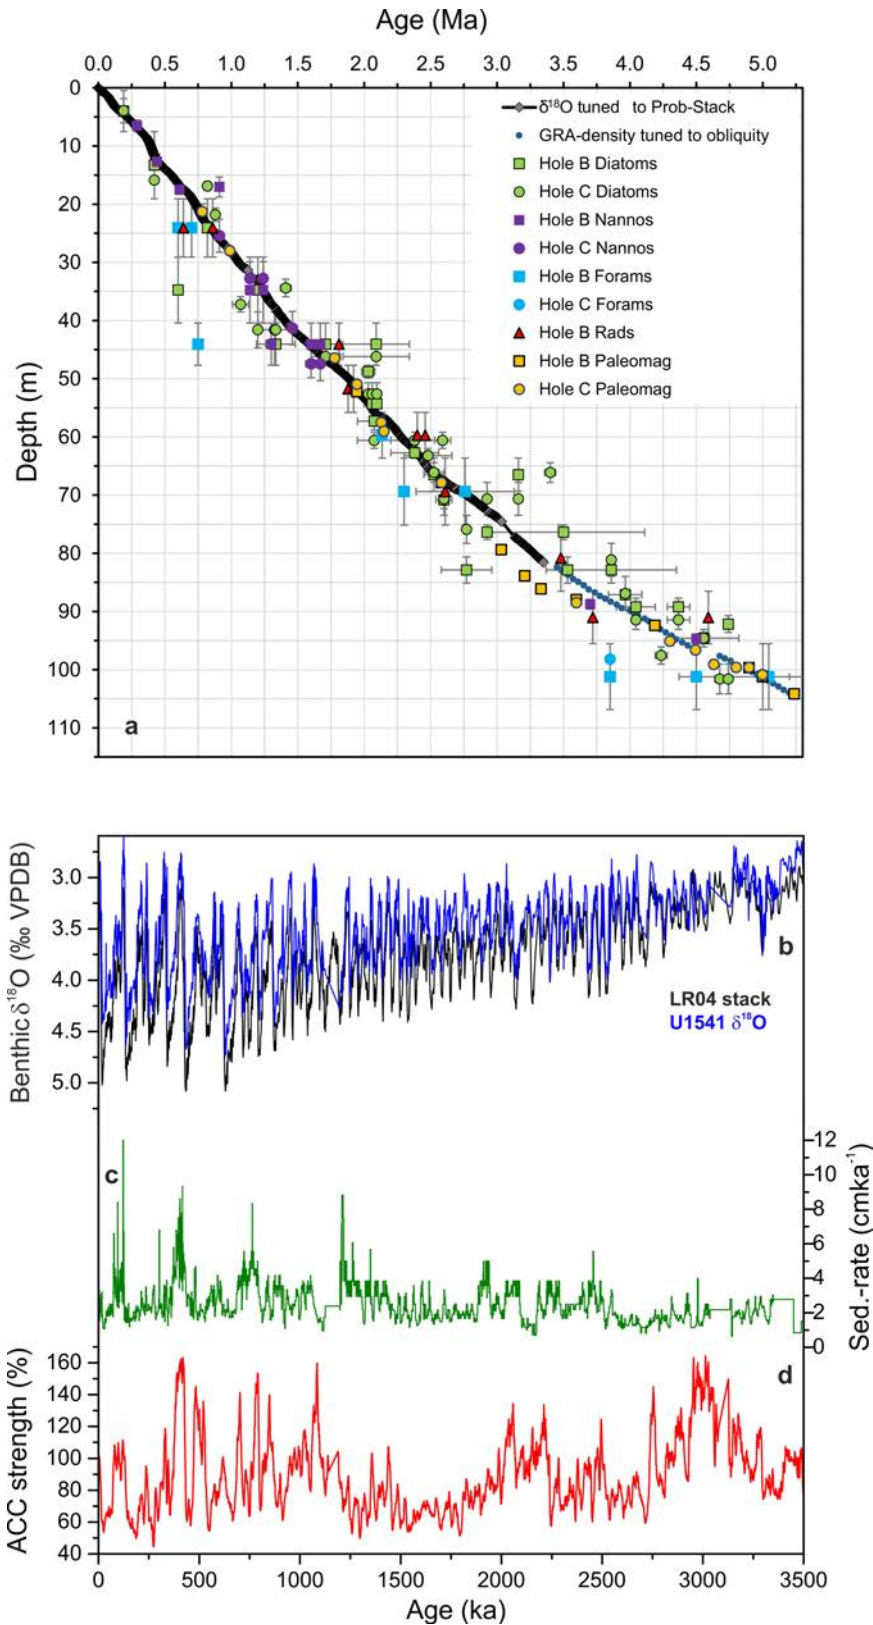 Age (Ma)
0.0 0.5 1.0 1.5 2.0 2.5 3.0 3.5 4.0 4.5 5.0
Depth (m)
0
10
20
30
40
50
60
70
80
90
100
110
δ¹⁸O tuned to Prob-Stack
GRA-density tuned to obliquity
Hole B Diatoms
Hole C Diatoms
Hole B Nannos
Hole C Nannos
Hole B Forams
Hole C Forams
Hole B Rads
Hole B Paleomag
Hole C Paleomag
a
Benthic δ¹⁸O (‰ VPDB)
3.0
3.5
4.0
4.5
5.0
b
LR04 stack
U1541 δ¹⁸O
c
12
10
8
6
4
2
0
Sed.-rate (cmka⁻¹)
ACC strength (%)
160
140
120
100
80
60
40
d
0 500 1000 1500 2000 2500 3000 3500
Age (ka)